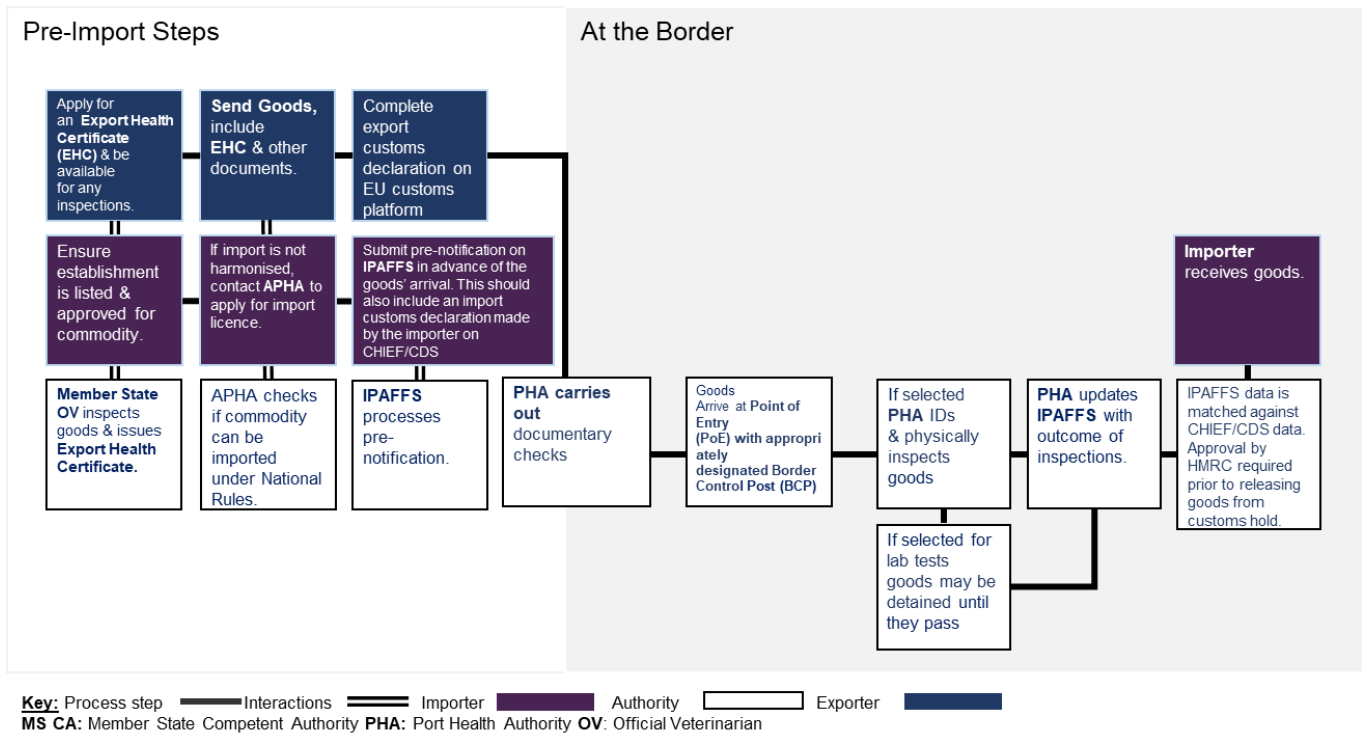 Pre-Import Steps
At the Border
Apply for
an Export Health
Certificate
(EHC) & be
available
for any
inspections.
Send Goods,
include
EHC & other
documents.
Complete
export
customs
declaration on
EU customs
platform
Ensure
establishment
is listed &
approved for
commodity.
If import is not
harmonised,
contact APHA to
apply for import
licence.
Submit pre-notification on
IPAFFS in advance of the
goods’ arrival. This should
also include an import
customs declaration made
by the importer on
CHIEF/CDS
Importer
receives goods.
Member State
OV inspects
goods & issues
Export Health
Certificate.
APHA checks
if commodity
can be
imported
under National
Rules.
IPAFFS
processes
pre-
notification.
PHA carries
out
documentary
checks
Goods
Arrive at Point of
Entry
(PoE) with appropri
ately
designated Border
Control Post (BCP)
If selected
PHA IDs
& physically
inspects
goods
PHA updates
IPAFFS with
outcome of
inspections.
IPAFFS data is
matched against
CHIEF/CDS data.
Approval by
HMRC required
prior to releasing
goods from
customs hold.
If selected for
lab tests
goods may be
detained until
they pass
Key: Process step Interactions Importer Authority Exporter
MS CA: Member State Competent Authority PHA: Port Health Authority OV: Official Veterinarian